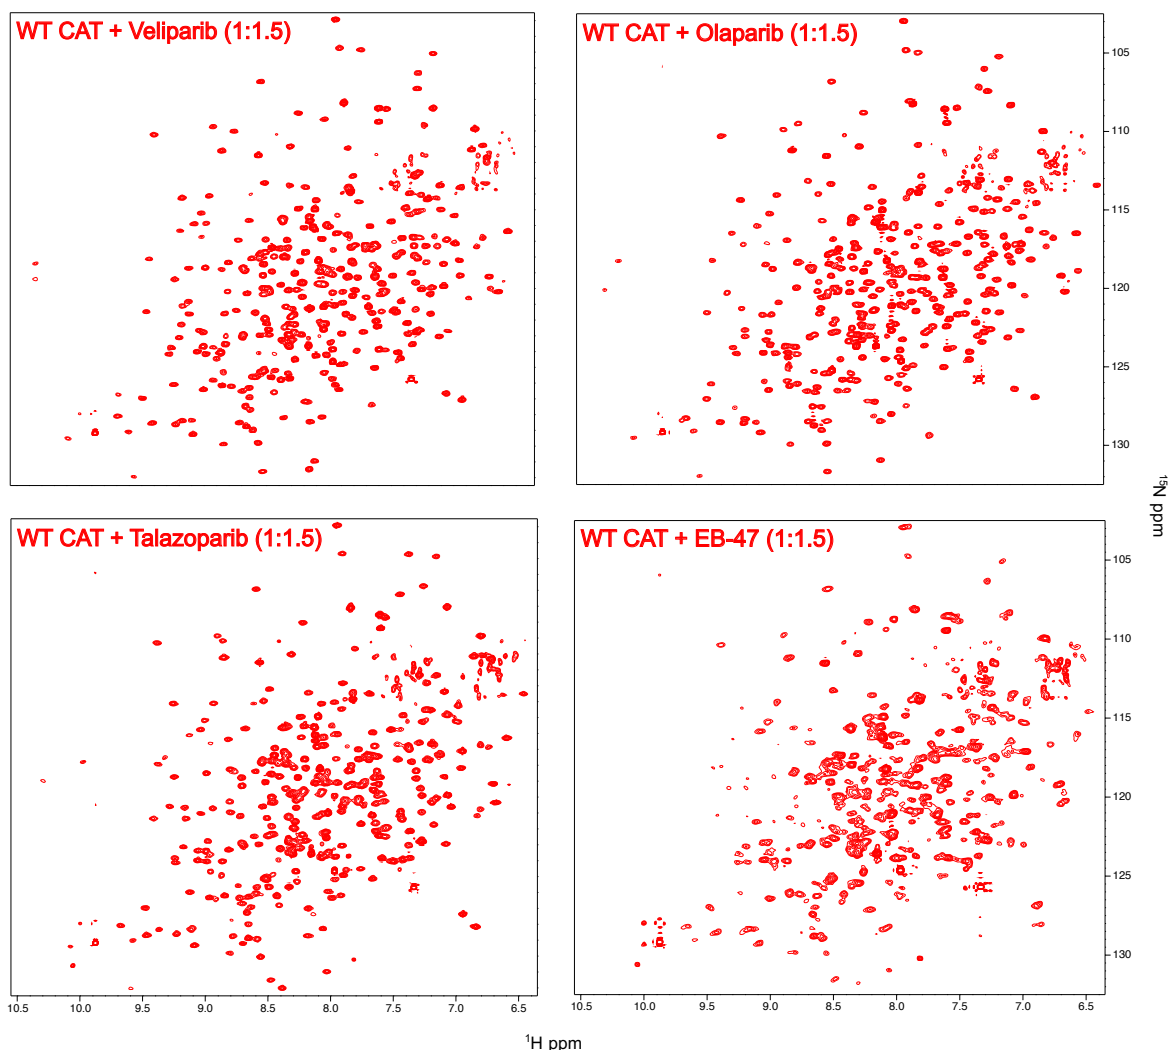 WT CAT + Veliparib (1:1.5)
WT CAT + Olaparib (1:1.5)
105
110
115
120
125
130
15N ppm
WT CAT + Talazoparib (1:1.5)
WT CAT + EB-47 (1:1.5)
105
110
115
120
125
130
10.5 10.0 9.5 9.0 8.5 8.0 7.5 7.0 6.5
10.5 10.0 9.5 9.0 8.5 8.0 7.5 7.0 6.5
1H ppm